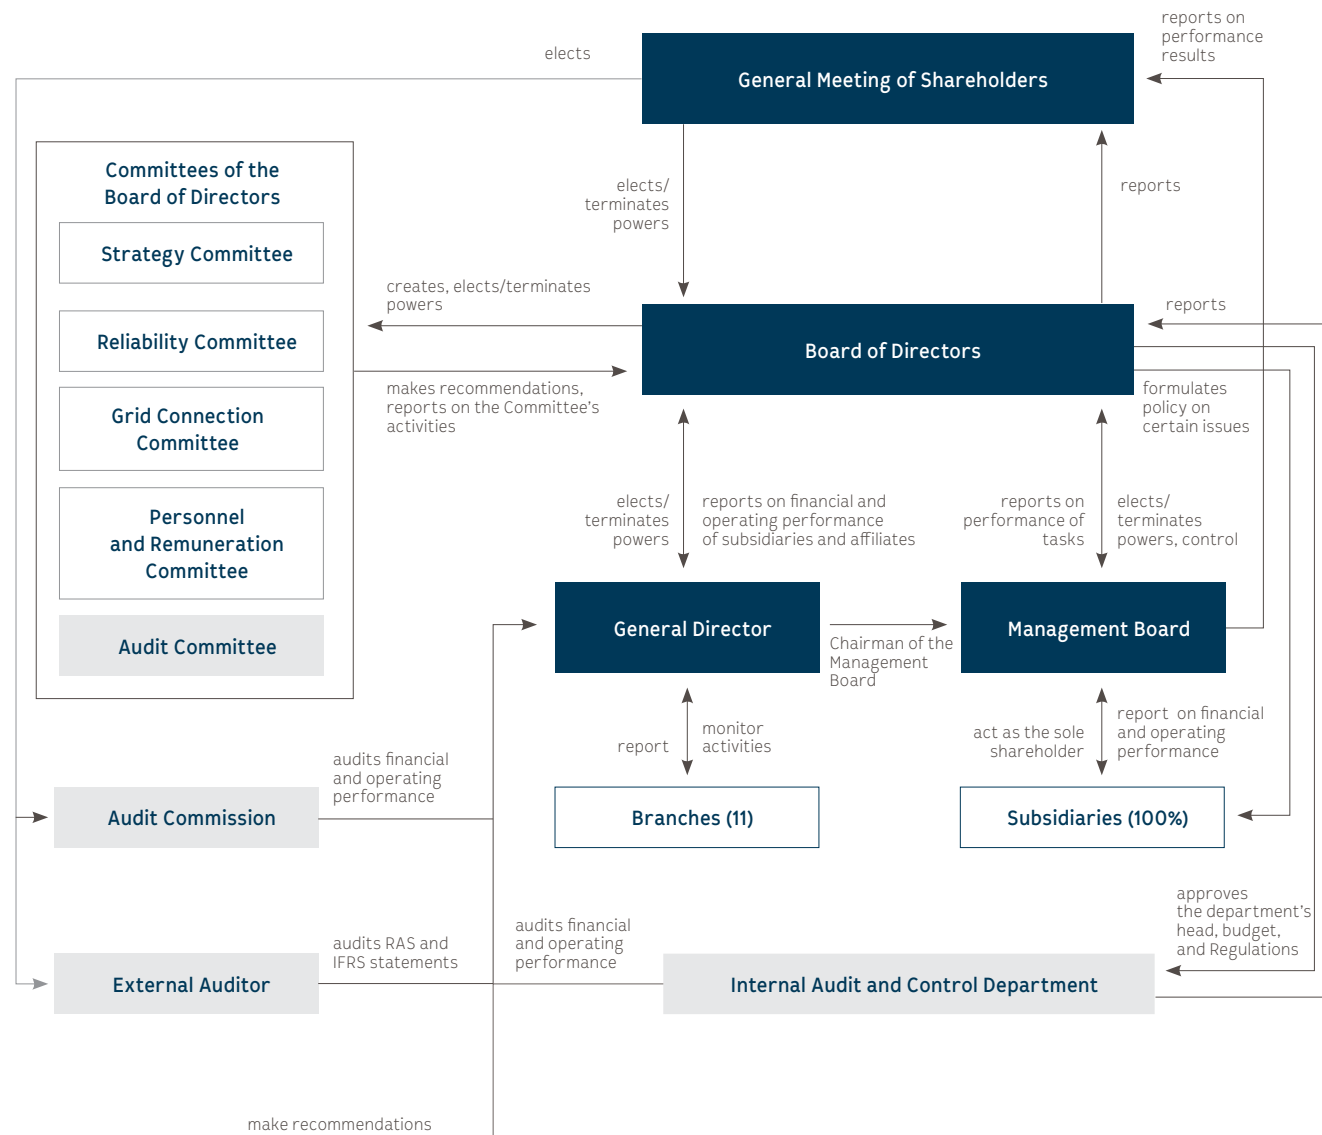 reports on
performance
results
elects
General Meeting of Shareholders
Committees of the
Board of Directors
Strategy Committee
Reliability Committee
Grid Connection
Committee
Personnel
and Remuneration
Committee
Audit Committee
elects/
terminates
powers
reports
creates, elects/terminates
powers
reports
Board of Directors
makes recommendations,
reports on the Committee's
activities
formulates
policy on
certain issues
elects/
terminates
powers
reports on financial and
operating performance
of subsidiaries and affiliates
reports on
performance of
tasks
elects/
terminates
powers, control
General Director
Chairman of the
Management
Board
Management Board
report
monitor
activities
act as the sole
shareholder
report on financial
and operating
performance
audits financial
and operating
performance
Audit Commission
Branches (11)
Subsidiaries (100%)
approves
the department's
head, budget,
and Regulations
audits RAS and
IFRS statements
audits financial
and operating
performance
External Auditor
Internal Audit and Control Department
make recommendations